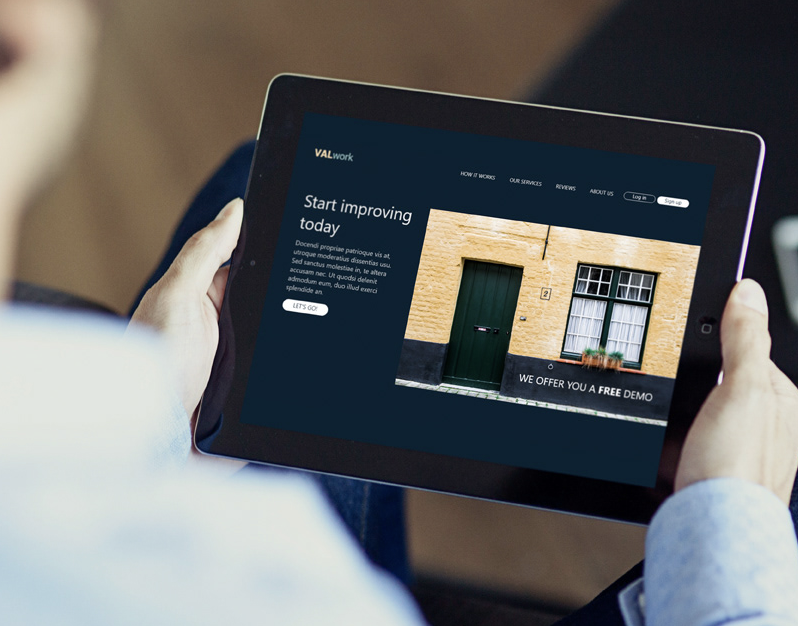 VALwork
HOW IT WORKS
OUR SERVICES
REVIEWS
ABOUT US
Log in
Sign up
Start improving
today
Docendi propriae patrioque vis at,
utroque moderatius dissentias usu.
Sed sanctus molestiae in, te altera
accusam nec. Ut quodsi delenit
admodum eum, duo illud exerci
splendide an.
LET'S GO!
2
WE OFFER YOU A FREE DEMO